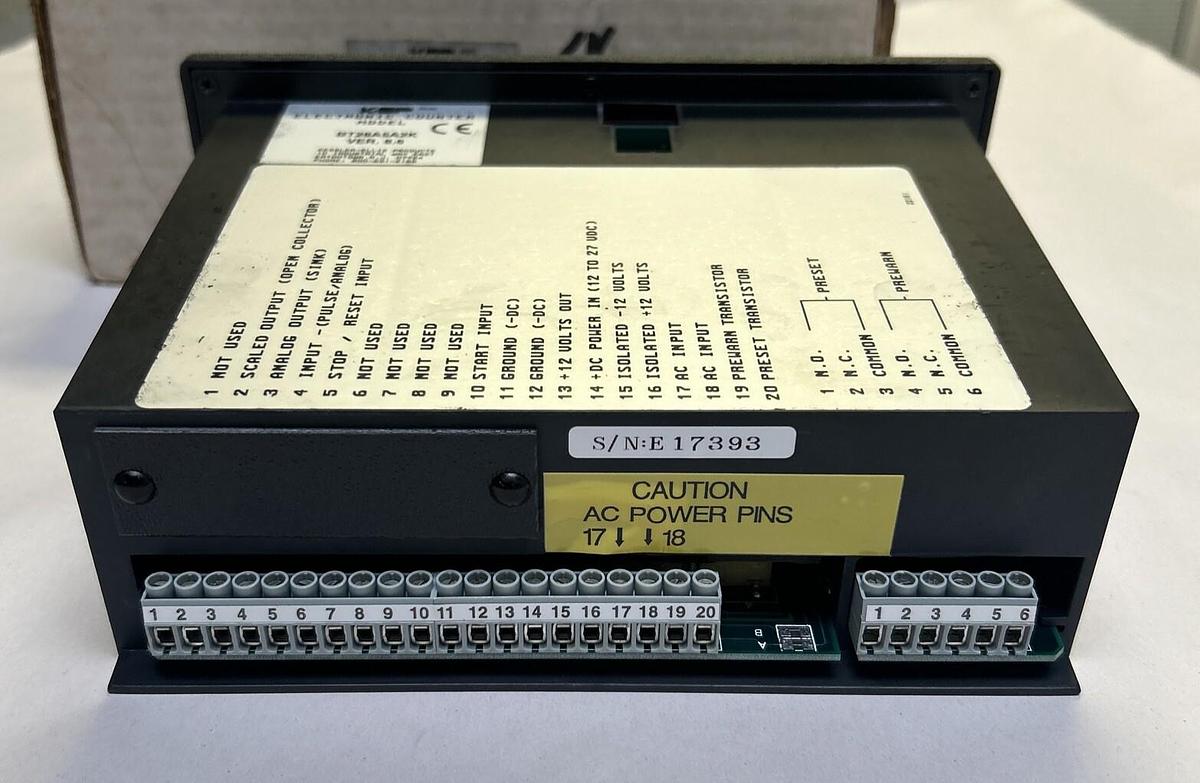 KEP
ELECTRONIC COUNTER
MODEL
VER.
CE
1 NOT USED
2 SCALED OUTPUT (OPEN COLLECTOR)
3 ANALOG OUTPUT (SINK)
4 INPUT -(PULSE/ANALOG)
5 STOP / RESET INPUT
6 NOT USED
7 NOT USED
8 NOT USED
9 NOT USED
10 START INPUT
11 GROUND (-DC)
12 GROUND (-DC)
13 +12 VOLTS OUT
14 +DC POWER IN (12 TO 27 VDC)
15 ISOLATED -12 VOLTS
16 ISOLATED +12 VOLTS
17 AC INPUT
18 AC INPUT
19 PREWARN TRANSISTOR
20 PRESET TRANSISTOR
1 N.O.
2 N.C. PRESET
3 COMMON
4 N.O.
5 N.C. PREWARN
6 COMMON
S/N:E17393
CAUTION
AC POWER PINS
17↓ ↓18
1 2 3 4 5 6 7 8 9 10 11 12 13 14 15 16 17 18 19 20
1 2 3 4 5 6
A B